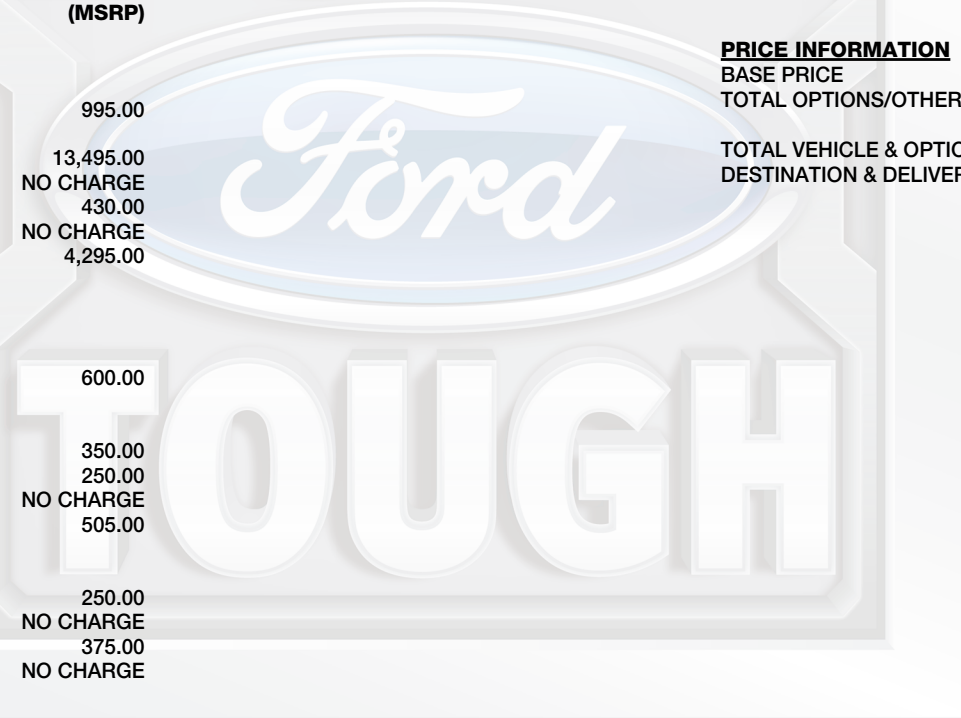 (MSRP)
995.00
13,495.00
NO CHARGE
430.00
NO CHARGE
4,295.00
600.00
350.00
250.00
NO CHARGE
505.00
250.00
NO CHARGE
375.00
NO CHARGE
PRICE INFORMATION
BASE PRICE
TOTAL OPTIONS/OTHER
TOTAL VEHICLE & OPTIO
DESTINATION & DELIVER
Ford
TOUGH